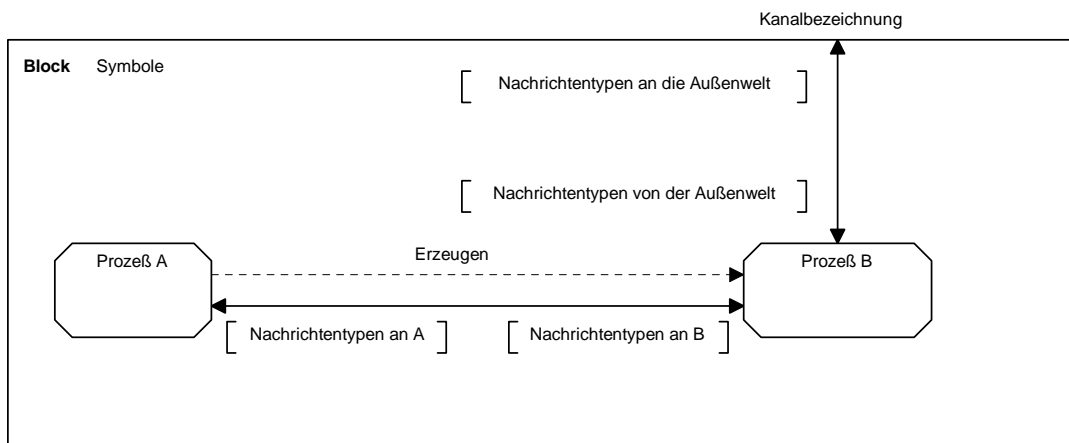 Kanalbezeichnung
Block Symbole
Nachrichtentypen an die Außenwelt
Nachrichtentypen von der Außenwelt
Prozeß A
Erzeugen
Prozeß B
Nachrichtentypen an A
Nachrichtentypen an B